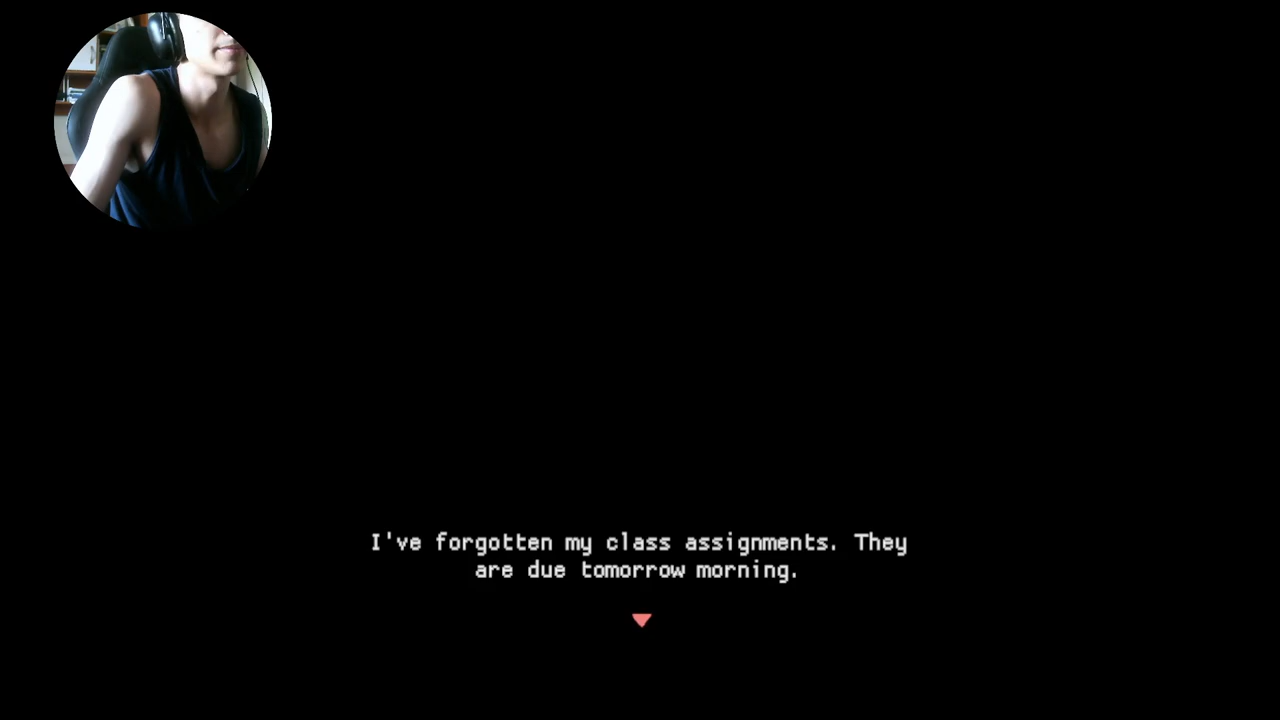 I've forgotten my class assignments. They
are due tomorrow morning.